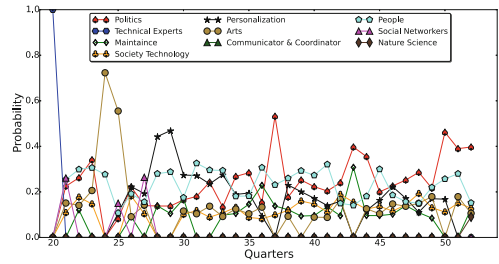 Politics
Technical Experts
Maintaince
Society Technology
Personalization
Arts
Communicator & Coordinator
People
Social Networkers
Nature Science
Probability
1.0
0.8
0.6
0.4
0.2
0.0
20 25 30 35 40 45 50
Quarters